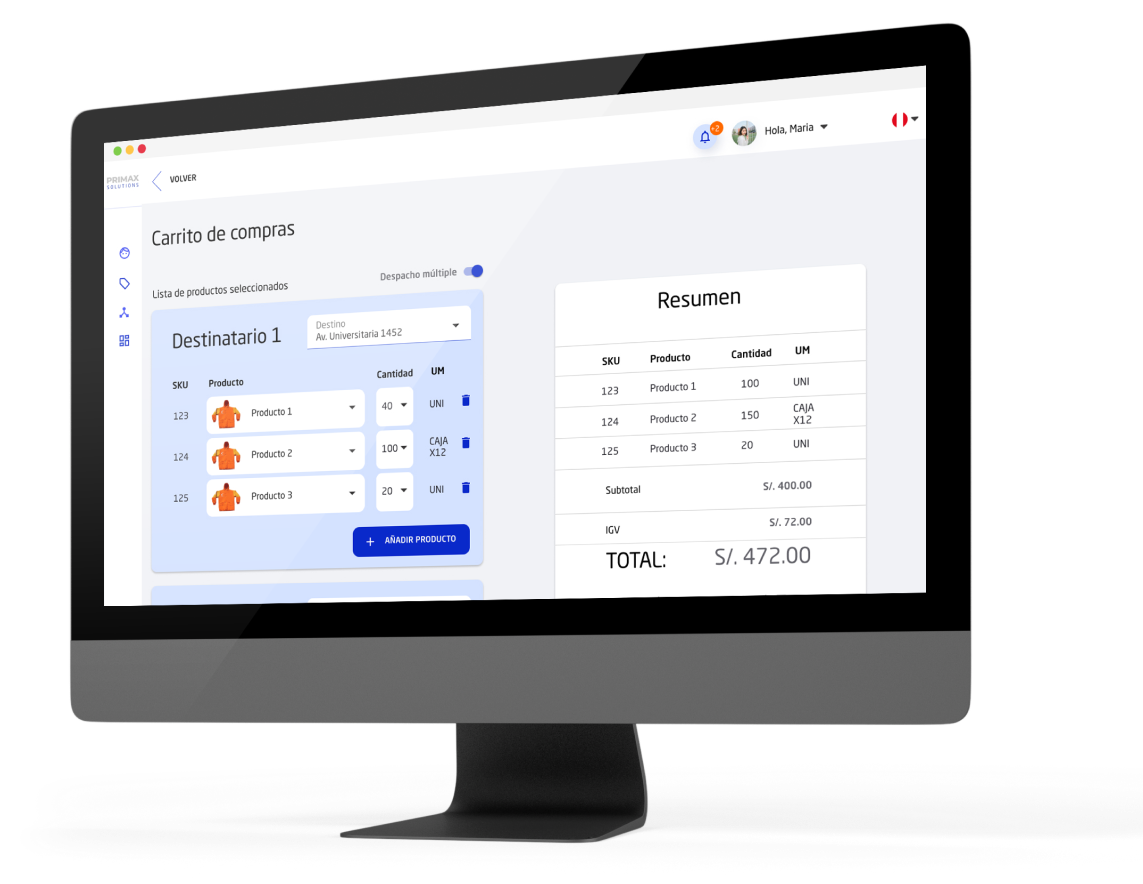 +2
Hola, Maria
PRIMAX
SOLUTIONS
VOLVER
Carrito de compras
Lista de productos seleccionados
Despacho múltiple
Destinatario 1
Destino
Av. Universitaria 1452
SKU Producto Cantidad UM
123 Producto 1 40 UNI
124 Producto 2 100 CAJA
X12
125 Producto 3 20 UNI
+ AÑADIR PRODUCTO
Resumen
SKU Producto Cantidad UM
123 Producto 1 100 UNI
124 Producto 2 150 CAJA
X12
125 Producto 3 20 UNI
Subtotal S/. 400.00
IGV S/. 72.00
TOTAL: S/. 472.00